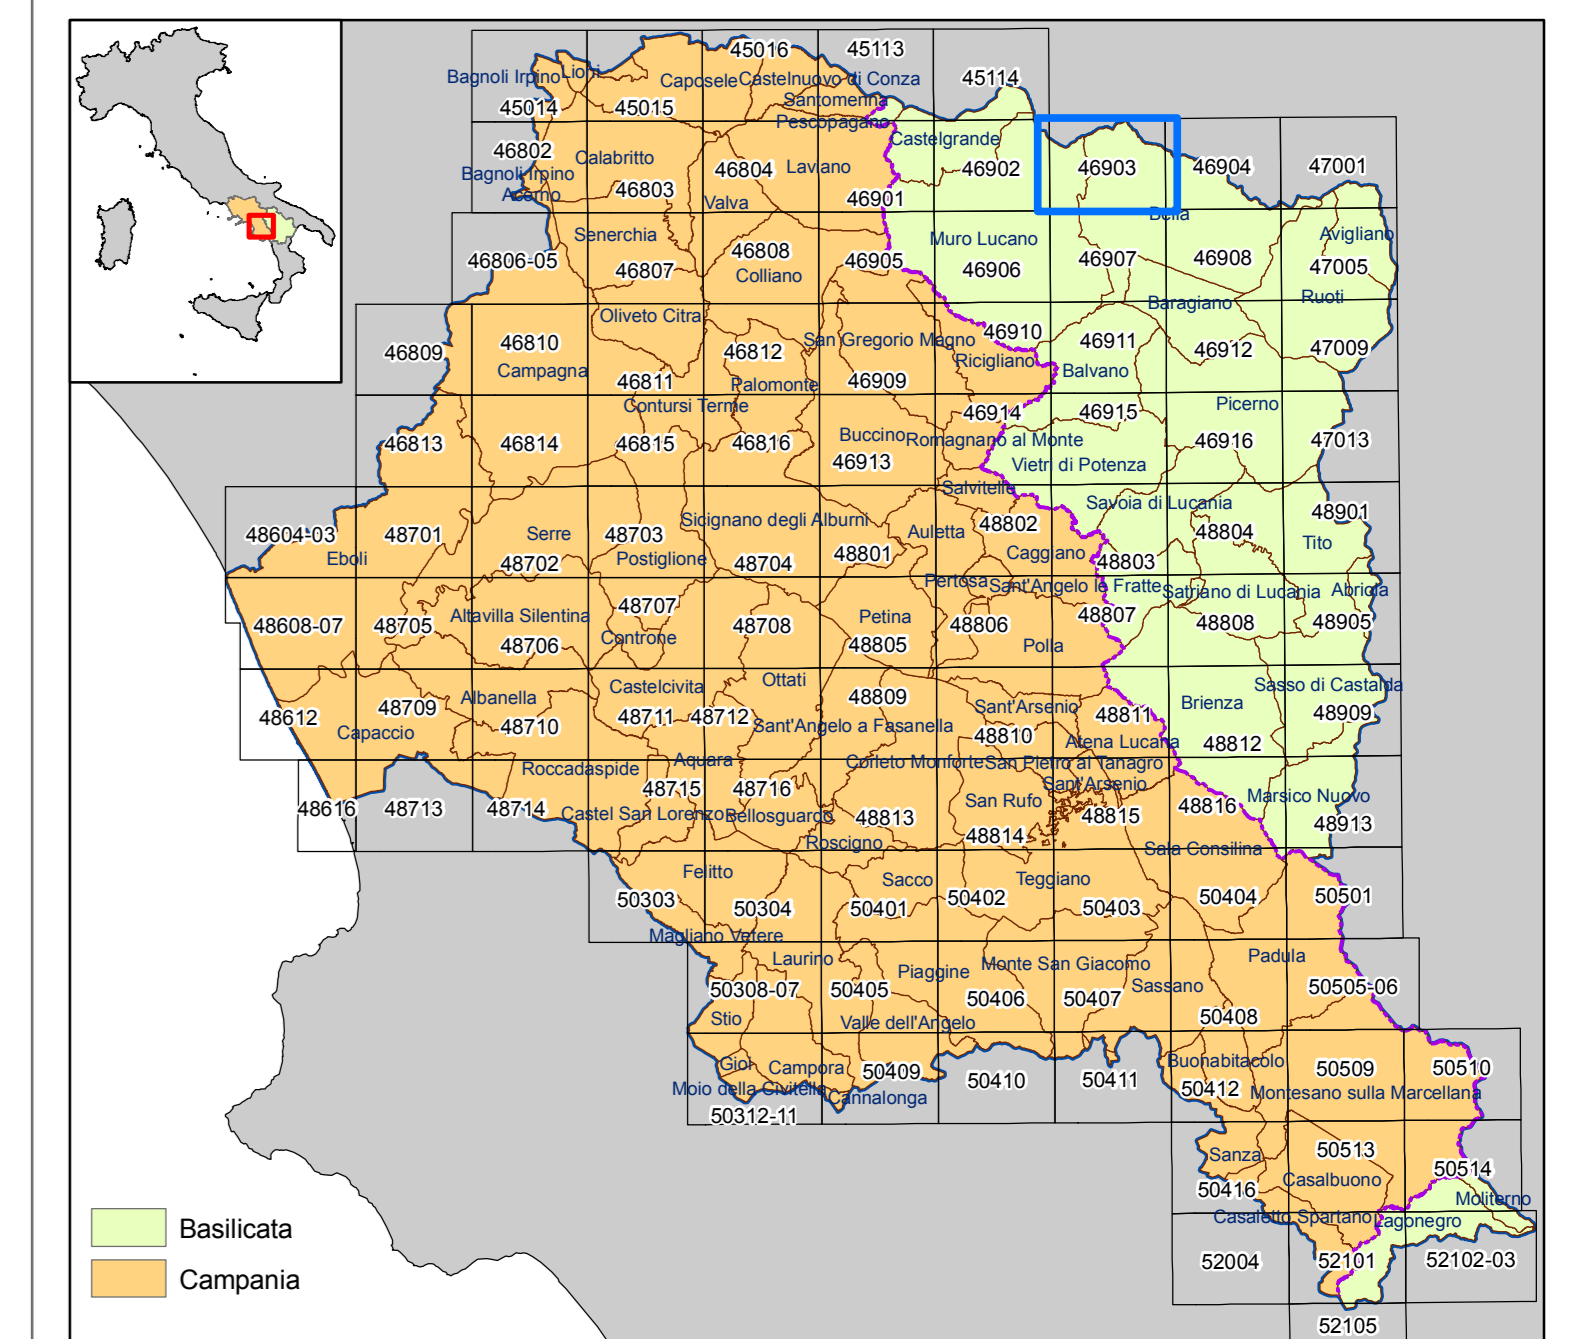 45016
45113
Bagnoli Irpino
Lioni
Caposele
Castelnuovo di Conza
45114
45014
45015
Santomenna
Pescopagano
Castelgrande
46802
Calabritto
46804
Laviano
46902
46903
46904
47001
Bagnoli Irpino
Acerno
46803
Valva
46901
Bella
Senerchia
Muro Lucano
Avigliano
46806-05
46807
46808
Colliano
46905
46906
46907
46908
47005
Ruoti
Baragiano
Oliveto Citra
46809
46810
Campagna
46812
San Gregorio Magno
46910
Ricigliano
46911
Balvano
46912
47009
46811
Palomonte
46909
Contursi Terme
46914
46915
Picerno
46813
46814
46815
46816
Buccino
46913
Romagnano al Monte
Vietri di Potenza
46916
47013
Salvitelle
Savoia di Lucania
48604-03
Eboli
48701
Serre
48702
48703
Postiglione
Sicignano degli Alburni
48704
48801
Auletta
48802
Caggiano
48803
48804
48901
Tito
Pertosa
Sant'Angelo le Fratte
Satriano di Lucania
Abriola
48608-07
48705
Altavilla Silentina
48706
48707
Controne
48708
Petina
48805
48806
Polla
48807
48808
48905
48612
48709
Capaccio
Albanella
48710
Castelcivita
48711
48712
Ottati
Sant'Angelo a Fasanella
48809
Sant'Arsenio
48810
48811
Atena Lucana
Brienza
48812
Sasso di Castalda
48909
Roccadaspide
Aquara
Corleto Monforte
San Pietro al Tanagro
Sant'Arsenio
48616
48713
48714
Castel San Lorenzo
48715
48716
Bellosguardo
48813
Roscigno
San Rufo
48814
48815
48816
Marsico Nuovo
48913
Sala Consilina
Felitto
50303
50304
Sacco
50401
50402
Teggiano
50403
50404
50501
Magliano Vetere
Laurino
Piaggine
Monte San Giacomo
Padula
50308-07
50405
50406
50407
Sassano
50505-06
Stio
Valle dell'Angelo
50408
Gioi
Campora
50409
50410
50411
Buonabitacolo
50412
50509
50510
Moio della Civitella
Cannalonga
Montesano sulla Marcellana
50312-11
Sanza
50513
50514
50416
Casalbuono
Moliterno
Casaletto Spartano
Lagonegro
52004
52101
52102-03
52105
Basilicata
Campania